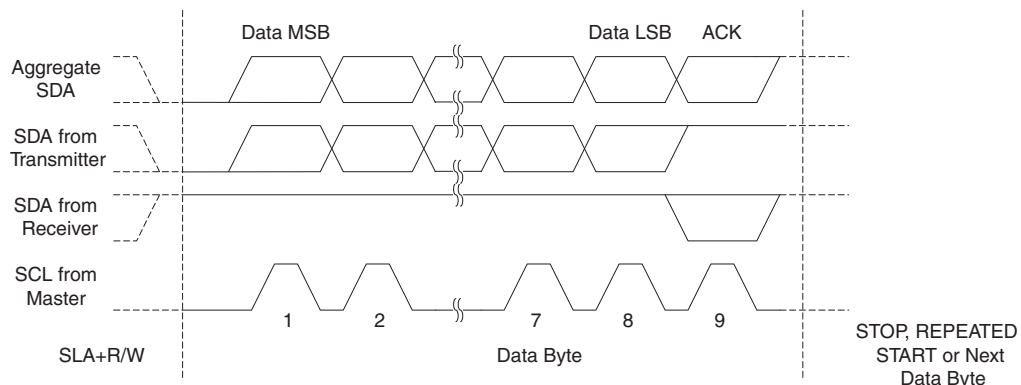 Data MSB
Data LSB
ACK
Aggregate
SDA
SDA from
Transmitter
SDA from
Receiver
SCL from
Master
1
2
7
8
9
SLA+R/W
Data Byte
STOP, REPEATED
START or Next
Data Byte